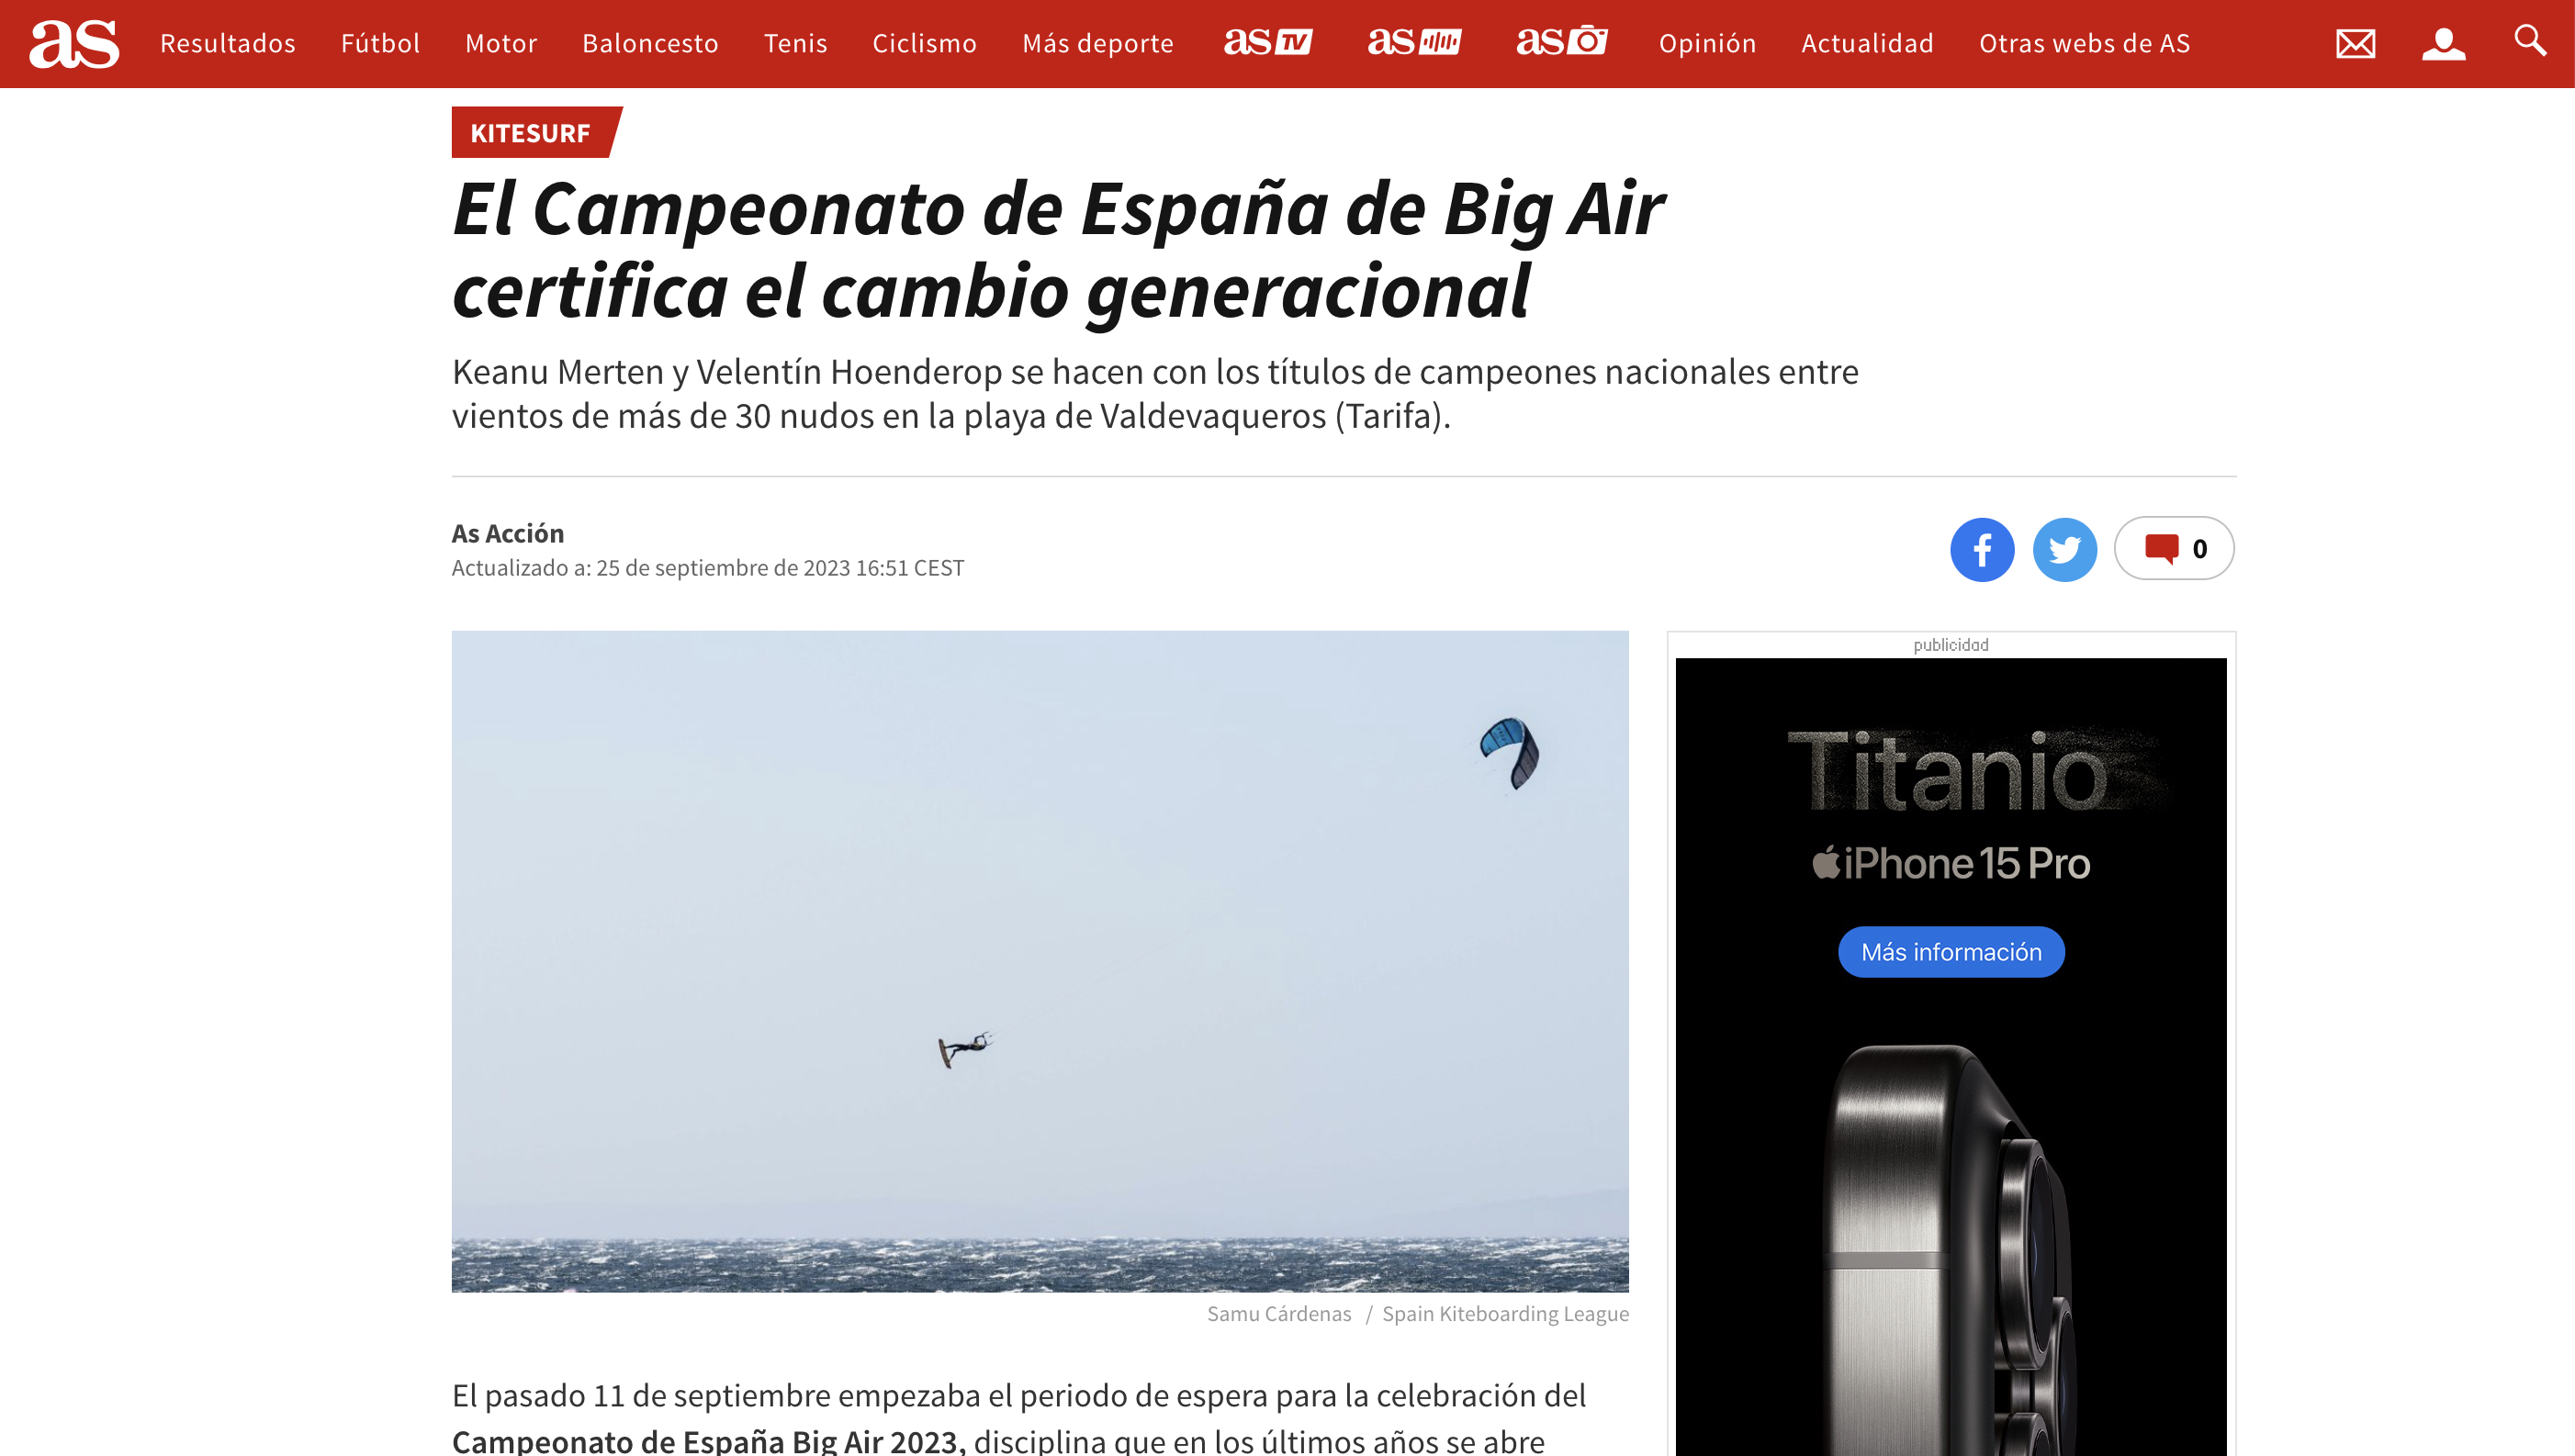 as Resultados Fútbol Motor Baloncesto Tenis Ciclismo Más deporte as TV as as Opinión Actualidad Otras webs de AS
KITESURF
El Campeonato de España de Big Air
certifica el cambio generacional
Keanu Merten y Velentín Hoenderop se hacen con los títulos de campeones nacionales entre
vientos de más de 30 nudos en la playa de Valdevaqueros (Tarifa).
As Acción
Actualizado a: 25 de septiembre de 2023 16:51 CEST
0
publicidad
Titanio
iPhone 15 Pro
Más información
Samu Cárdenas / Spain Kiteboarding League
El pasado 11 de septiembre empezaba el periodo de espera para la celebración del
Campeonato de España Big Air 2023, disciplina que en los últimos años se abre